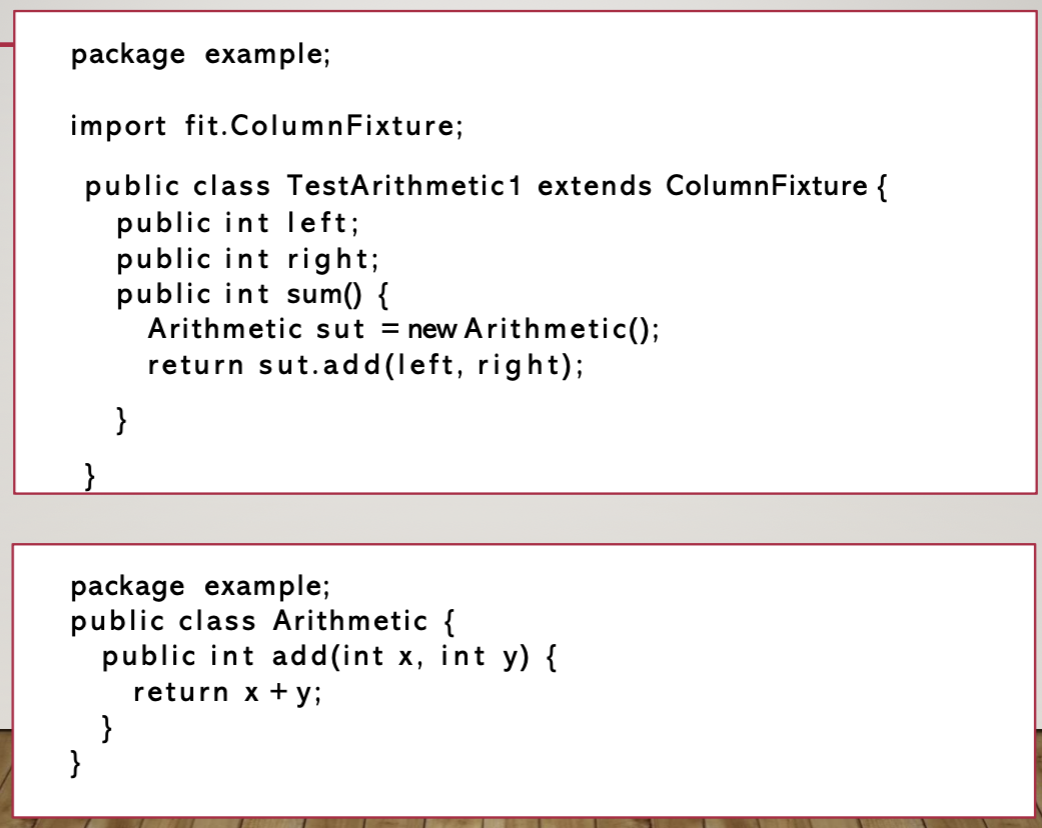 package example;
import fit.ColumnFixture;
public class TestArithmetic1 extends ColumnFixture {
public int left;
public int right;
public int sum() {
Arithmetic sut = new Arithmetic();
return sut.add(left, right);
}
}
package example;
public class Arithmetic {
public int add(int x, int y) {
return x + y;
}
}